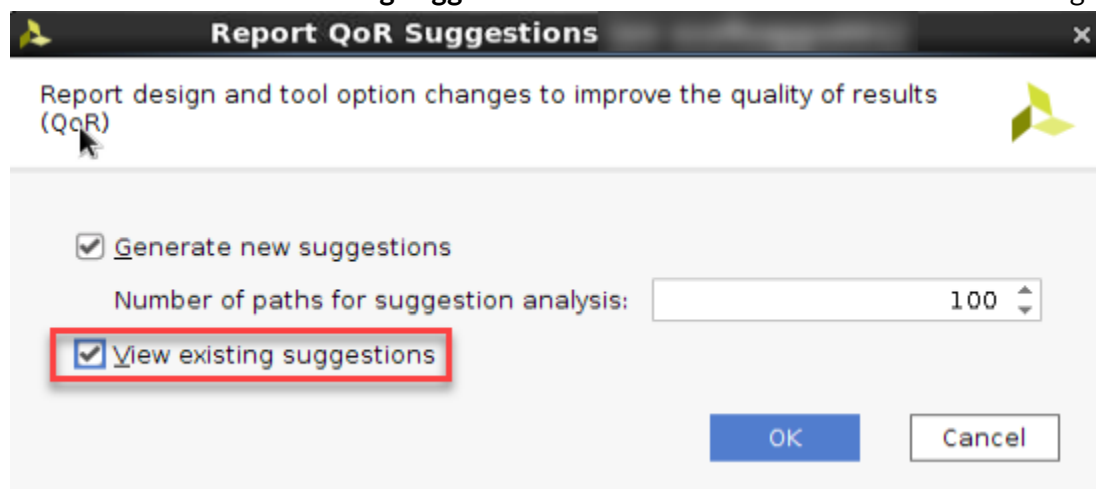 Report QoR Suggestions
Report design and tool option changes to improve the quality of results
(QoR)
Generate new suggestions
Number of paths for suggestion analysis: 100
View existing suggestions
OK Cancel